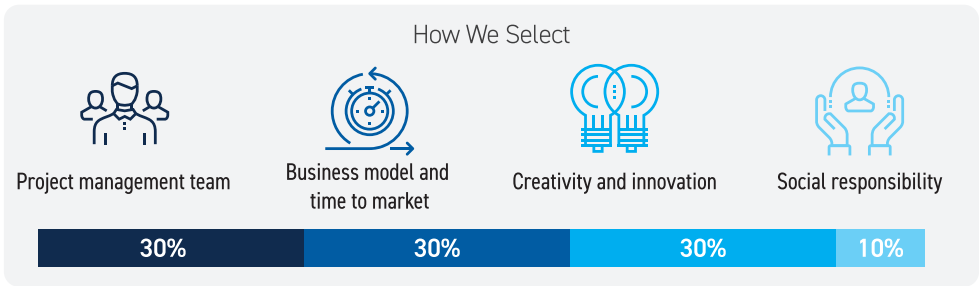 How We Select
Project management team
Business model and
time to market
Creativity and innovation
Social responsibility
30%
30%
30%
10%